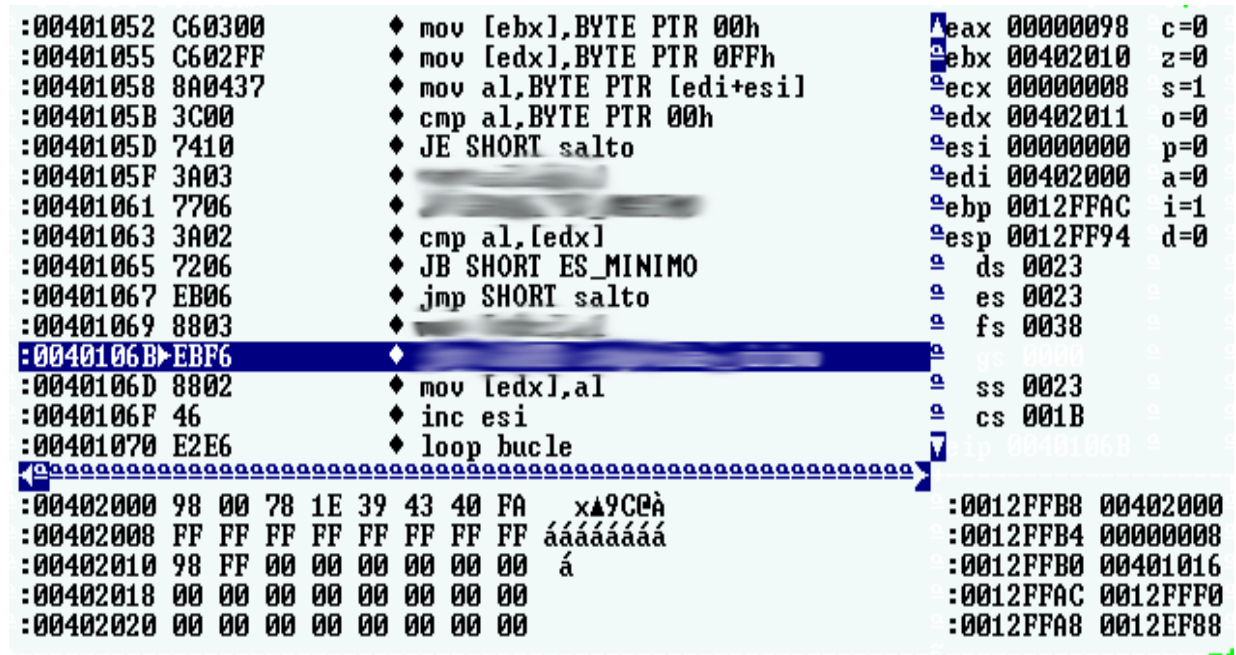 :00401052 C60300 ♦ mov [ebx],BYTE PTR 00h
:00401055 C602FF ♦ mov [edx],BYTE PTR 0FFh
:00401058 8A0437 ♦ mov al,BYTE PTR [edi+esi]
:0040105B 3C00 ♦ cmp al,BYTE PTR 00h
:0040105D 7410 ♦ JE SHORT salto
:0040105F 3A03 ♦
:00401061 7706 ♦
:00401063 3A02 ♦ cmp al,[edx]
:00401065 7206 ♦ JB SHORT ES_MINIMO
:00401067 EB06 ♦ jmp SHORT salto
:00401069 8803 ♦
:0040106B▶EBF6 ♦
:0040106D 8802 ♦ mov [edx],al
:0040106F 46 ♦ inc esi
:00401070 E2E6 ♦ loop bucle
eax 00000098 c=0
ebx 00402010 z=0
ecx 00000008 s=1
edx 00402011 o=0
esi 00000000 p=0
edi 00402000 a=0
ebp 0012FFAC i=1
esp 0012FF94 d=0
ds 0023
es 0023
fs 0038
gs 0000
ss 0023
cs 001B
eip 0040106B
:00402000 98 00 78 1E 39 43 40 FA x▲9C@À
:00402008 FF FF FF FF FF FF FF FF áááááááá
:00402010 98 FF 00 00 00 00 00 00 á
:00402018 00 00 00 00 00 00 00 00
:00402020 00 00 00 00 00 00 00 00
:0012FFB8 00402000
:0012FFB4 00000008
:0012FFB0 00401016
:0012FFAC 0012FFF0
:0012FFA8 0012EF88